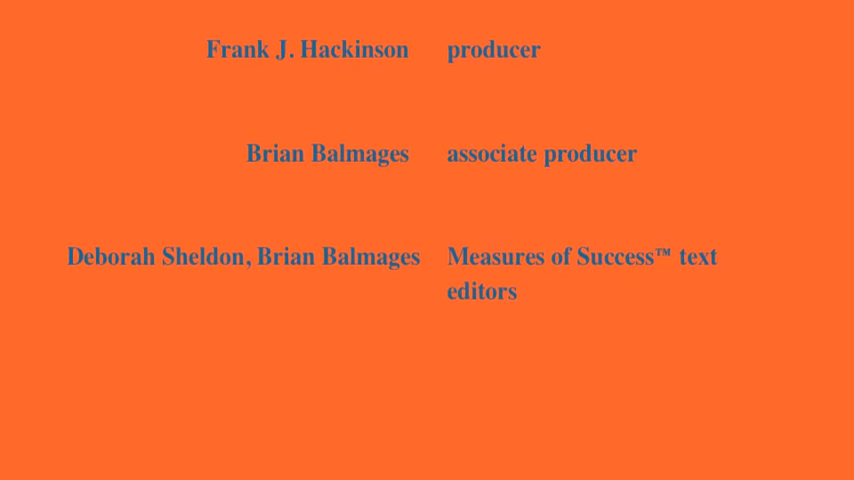 Frank J. Hackinson producer
Brian Balmages associate producer
Deborah Sheldon, Brian Balmages Measures of Success™ text
editors